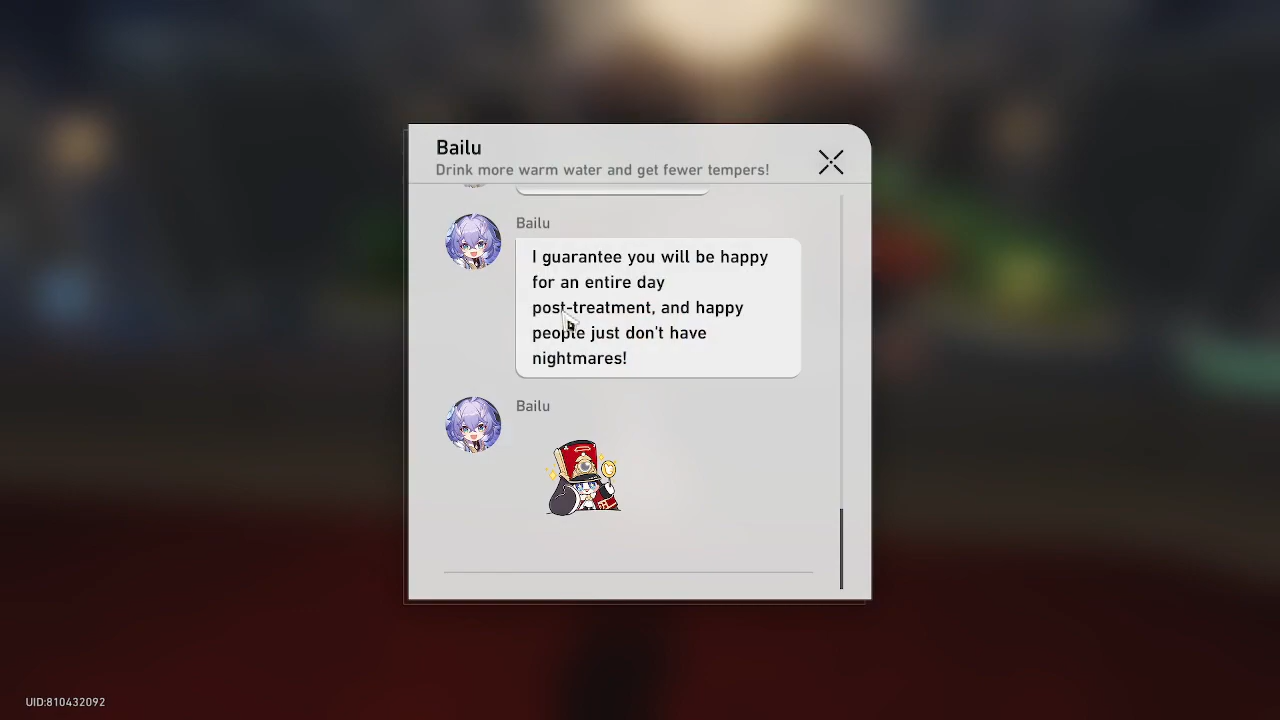 Bailu
Drink more warm water and get fewer tempers!
Bailu
I guarantee you will be happy
for an entire day
post-treatment, and happy
people just don't have
nightmares!
Bailu
UID:810432092